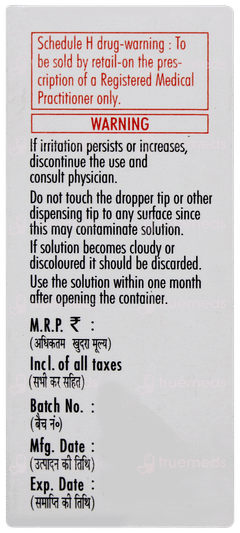 Schedule H drug-warning : To
be sold by retail-on the pres-
cription of a Registered Medical
Practitioner only.
WARNING
If irritation persists or increases,
discontinue the use and
consult physician.
Do not touch the dropper tip or other
dispensing tip to any surface since
this may contaminate solution.
If solution becomes cloudy or
discoloured it should be discarded.
Use the solution within one month
after opening the container.
M.R.P. ₹ :
(अधिकतम खुदरा मूल्य)
Incl. of all taxes
(सभी कर सहित)
Batch No. :
(बैच नं०)
Mfg. Date :
(उत्पादन की तिथि)
truemeds
Exp. Date :
(समाप्ति की तिथि)